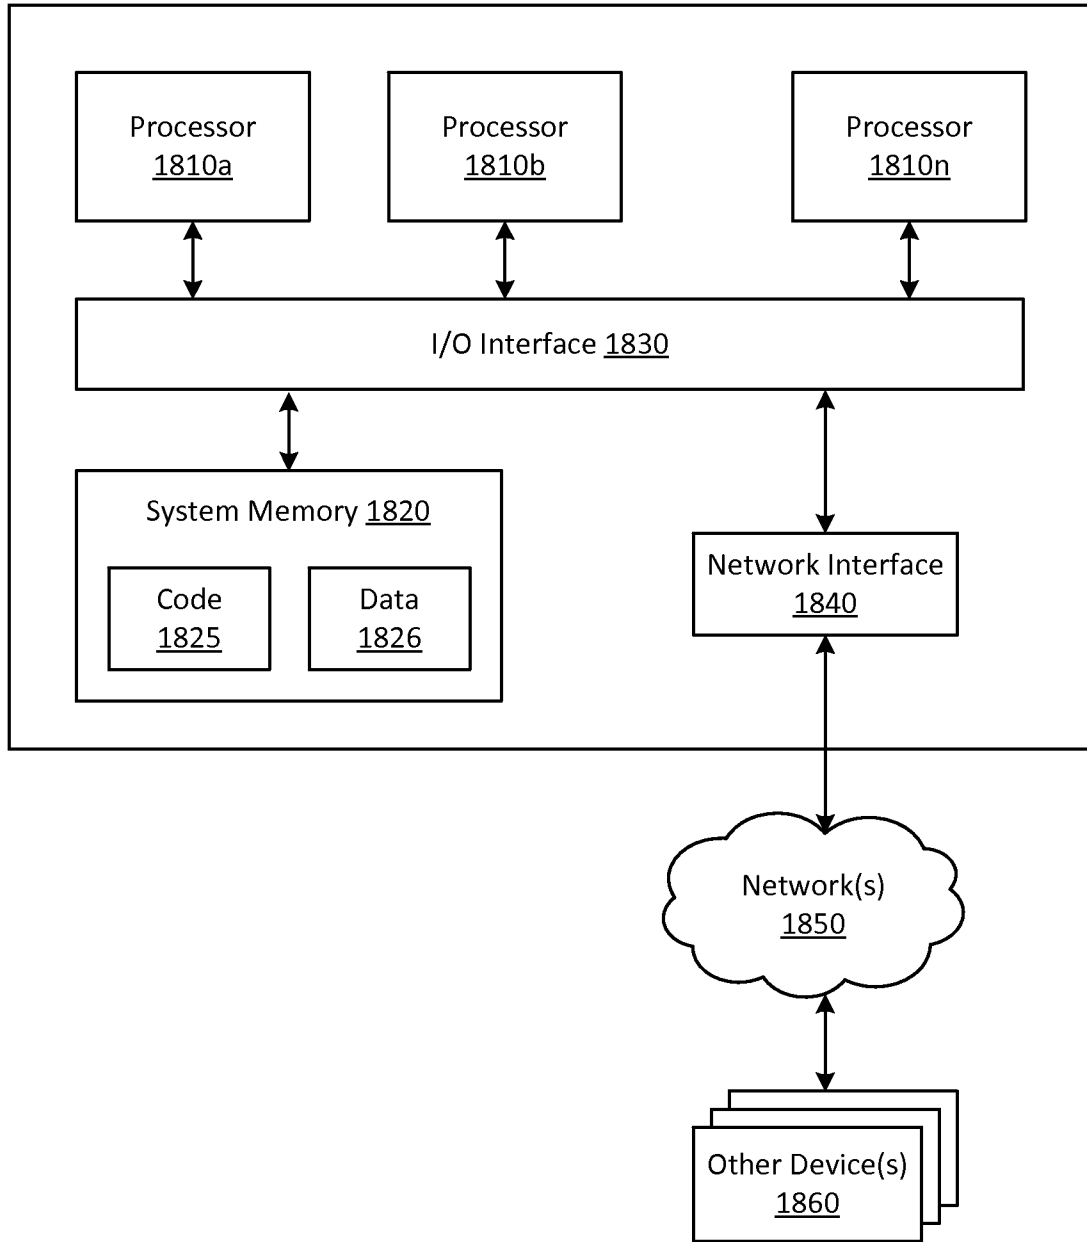 Processor
1810a
Processor
1810b
Processor
1810n
I/O Interface 1830
System Memory 1820
Code
1825
Data
1826
Network Interface
1840
Network(s)
1850
Other Device(s)
1860